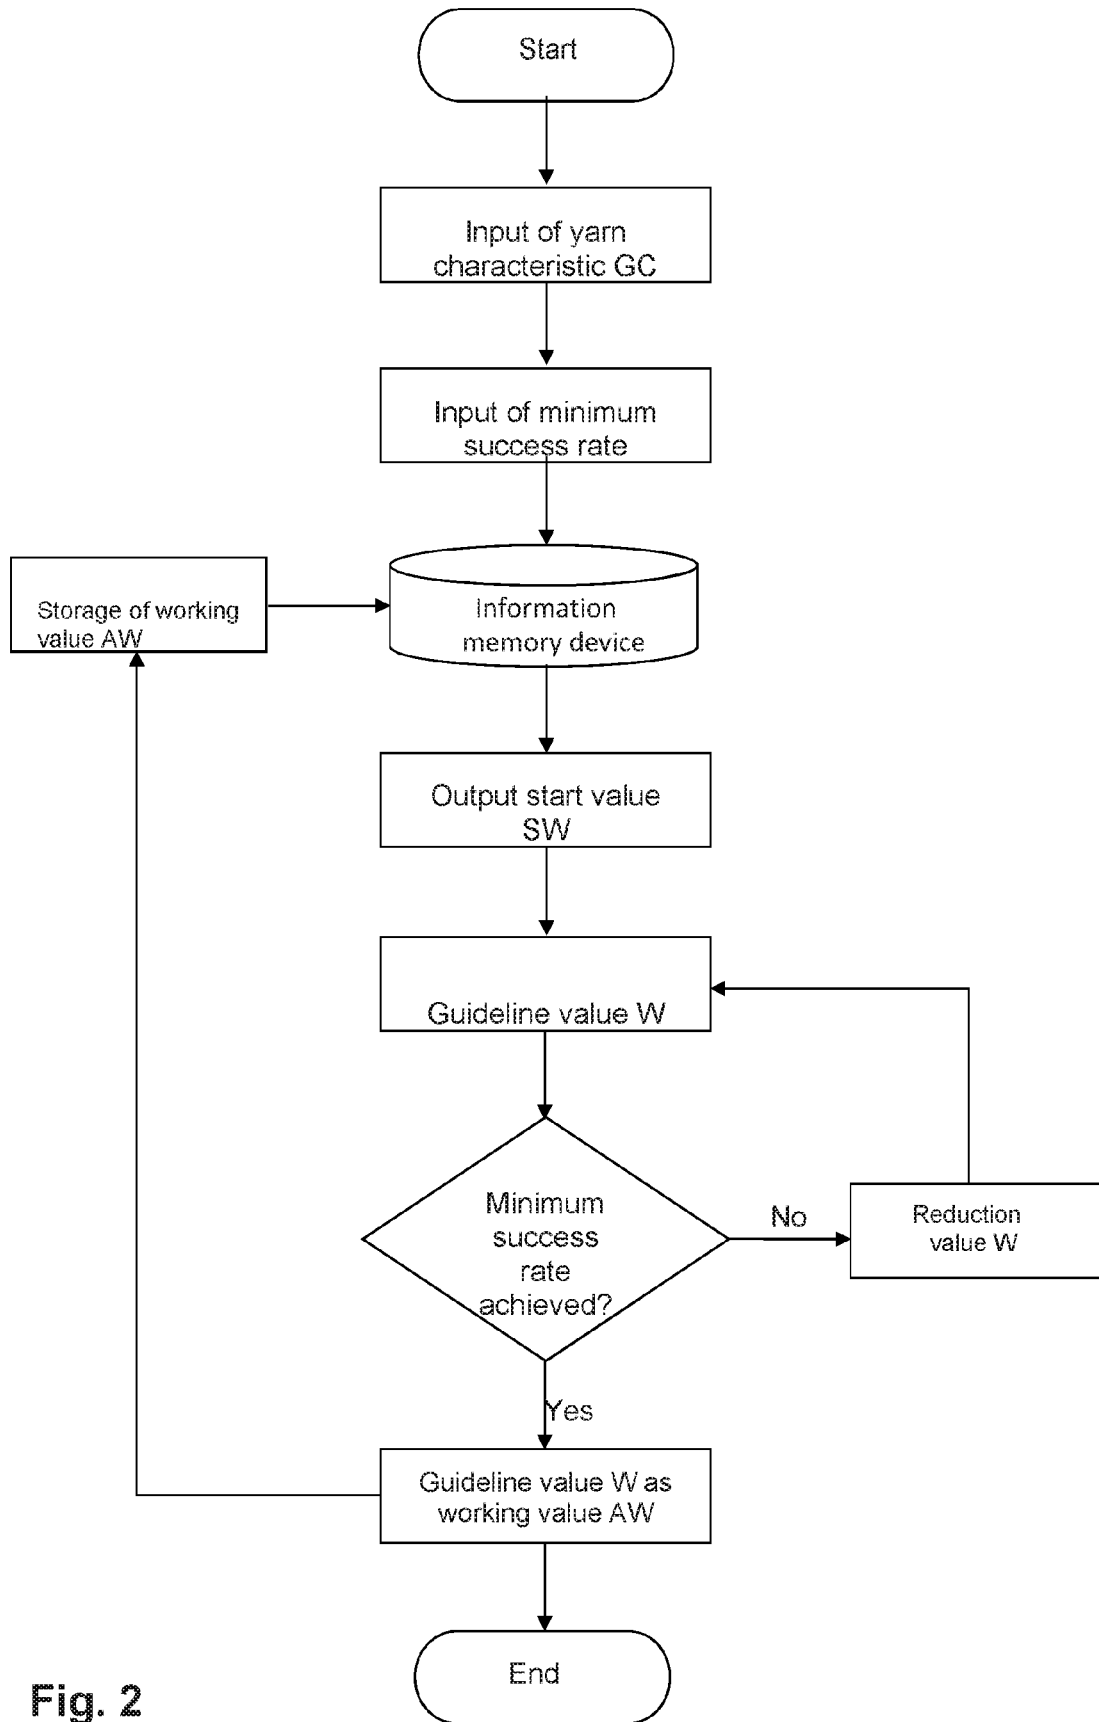 Start
Input of yarn
characteristic GC
Input of minimum
success rate
Storage of working
value AW
Information
memory device
Output start value
SW
Guideline value W
Minimum
success
rate
achieved?
No
Reduction
value W
Yes
Guideline value W as
working value AW
End
Fig. 2